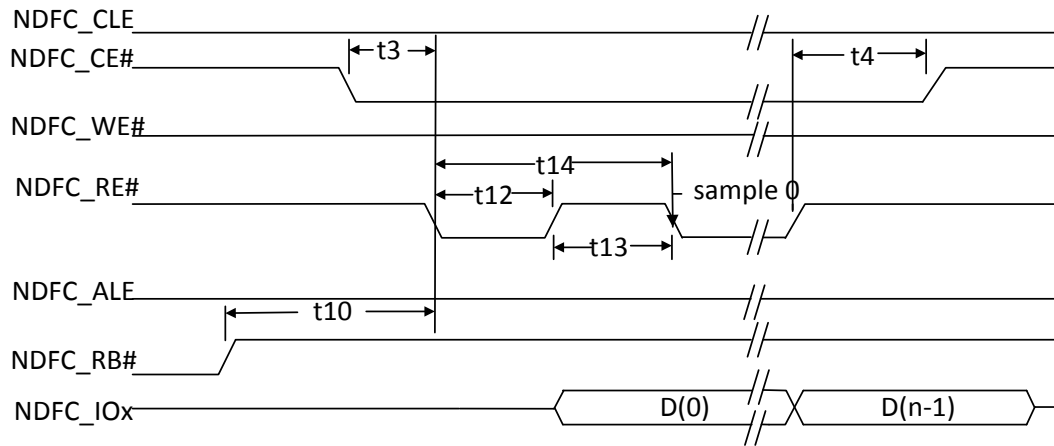 NDFC_CLE
t3
NDFC_CE#
t4
NDFC_WE#
t14
NDFC_RE#
t12
sample 0
t13
NDFC_ALE
t10
NDFC_RB#
NDFC_IOx
D(0)
D(n-1)